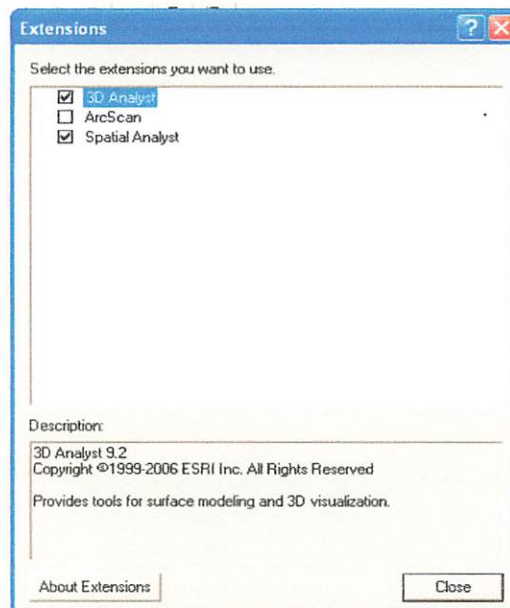 Extensions
Select the extensions you want to use.
3D Analyst
ArcScan
Spatial Analyst
Description:
3D Analyst 9.2
Copyright ©1999-2006 ESRI Inc. All Rights Reserved
Provides tools for surface modeling and 3D visualization.
About Extensions
Close